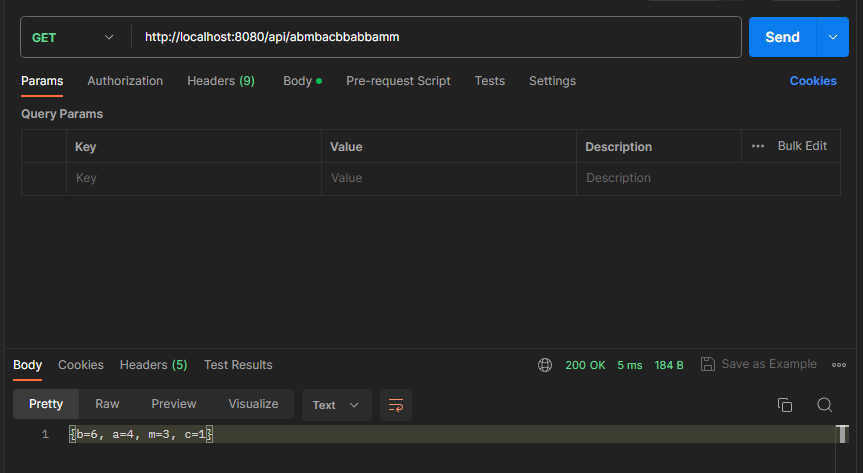 GET http://localhost:8080/api/abmbacbbabbamm Send
Params Authorization Headers (9) Body Pre-request Script Tests Settings Cookies
Query Params
Key Value Description Bulk Edit
Key Value Description
Body Cookies Headers (5) Test Results 200 OK 5 ms 184 B Save as Example
Pretty Raw Preview Visualize Text
1 {b=6, a=4, m=3, c=1}